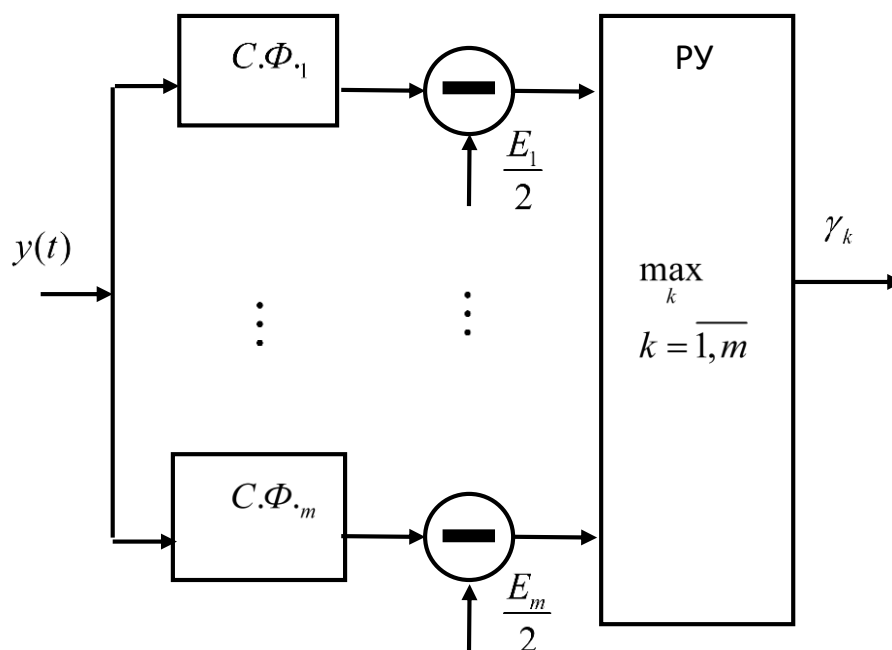 С.Ф.₁
РУ
E₁/2
y(t)
γₖ
⋮
⋮
max
k
k = 1,m̅
С.Ф.ₘ
Eₘ/2